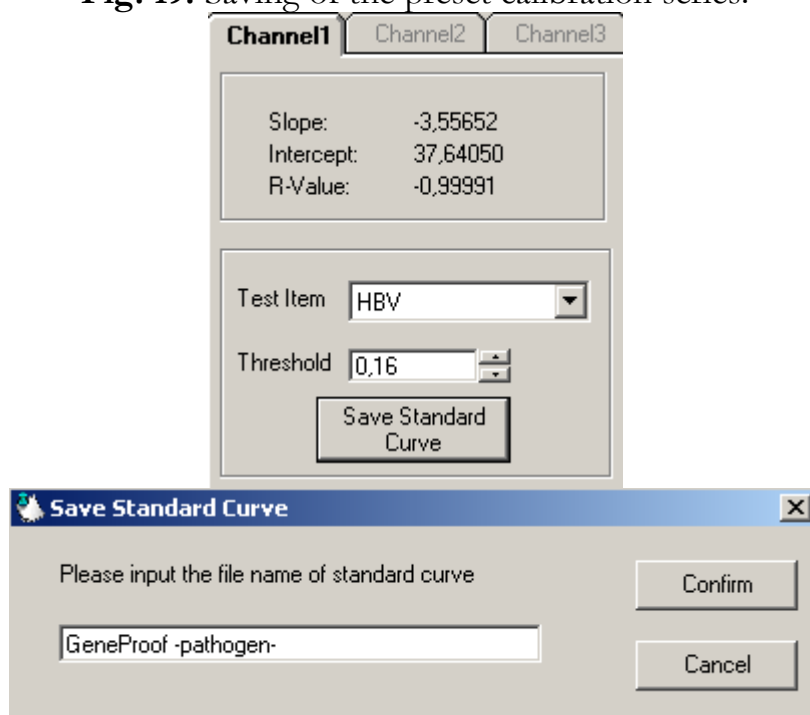 Fig. 19. Saving of the preset calibration series.
Channel1 Channel2 Channel3
Slope: -3,55652
Intercept: 37,64050
R-Value: -0,99991
Test Item HBV
Threshold 0,16
Save Standard
Curve
Save Standard Curve
Please input the file name of standard curve
Confirm
GeneProof -pathogen-
Cancel